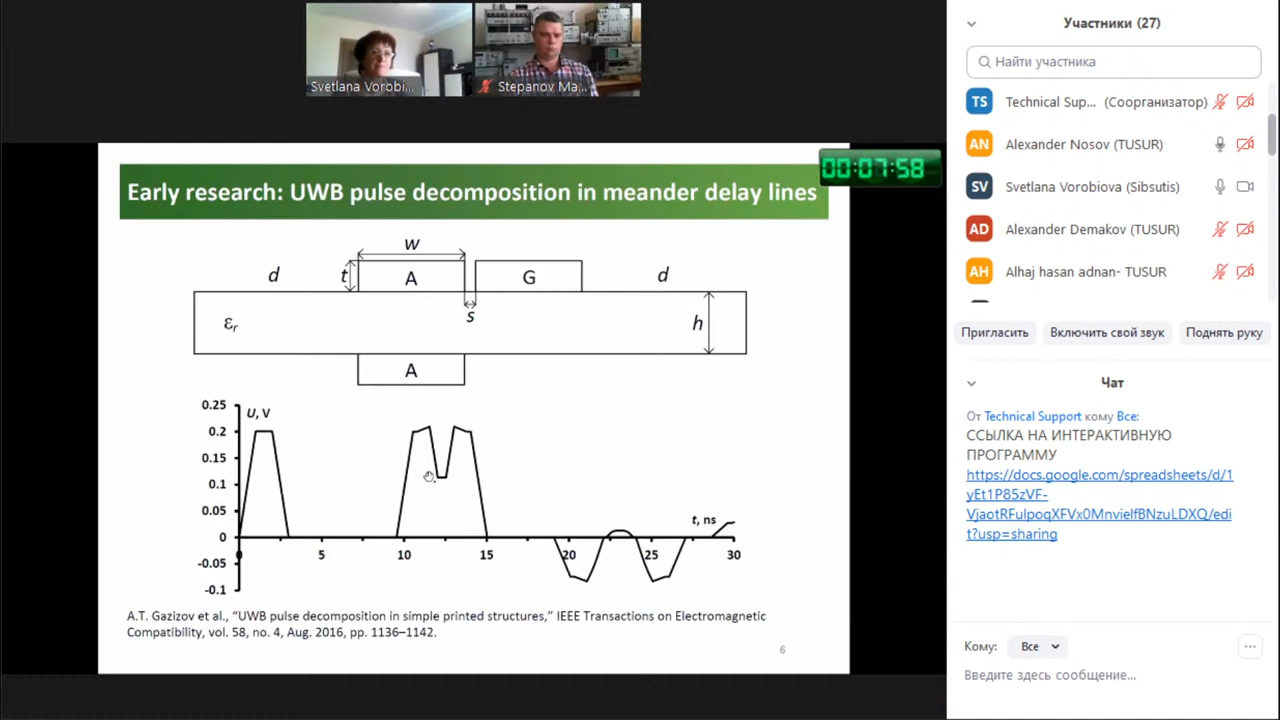 Svetlana Vorobi...
Stepanov Ma...
00:07:58
Early research: UWB pulse decomposition in meander delay lines
w
d
t
A
G
d
s
εr
h
A
0.25
U, V
0.2
0.15
0.1
0.05
0
-0.05
-0.1
t, ns
0
5
10
15
20
25
30
A.T. Gazizov et al., “UWB pulse decomposition in simple printed structures,” IEEE Transactions on Electromagnetic
Compatibility, vol. 58, no. 4, Aug. 2016, pp. 1136–1142.
6
Участники (27)
Найти участника
TS
Technical Sup... (Соорганизатор)
AN
Alexander Nosov (TUSUR)
SV
Svetlana Vorobiova (Sibsutis)
AD
Alexander Demakov (TUSUR)
AH
Alhaj hasan adnan- TUSUR
Пригласить
Включить свой звук
Поднять руку
Чат
От Technical Support кому Все:
ССЫЛКА НА ИНТЕРАКТИВНУЮ
ПРОГРАММУ
https://docs.google.com/spreadsheets/d/1
yEt1P85zVF-
VjaotRFulpoqXFVx0MnvielfBNzuLDXQ/edi
t?usp=sharing
Кому:
Все
Введите здесь сообщение...